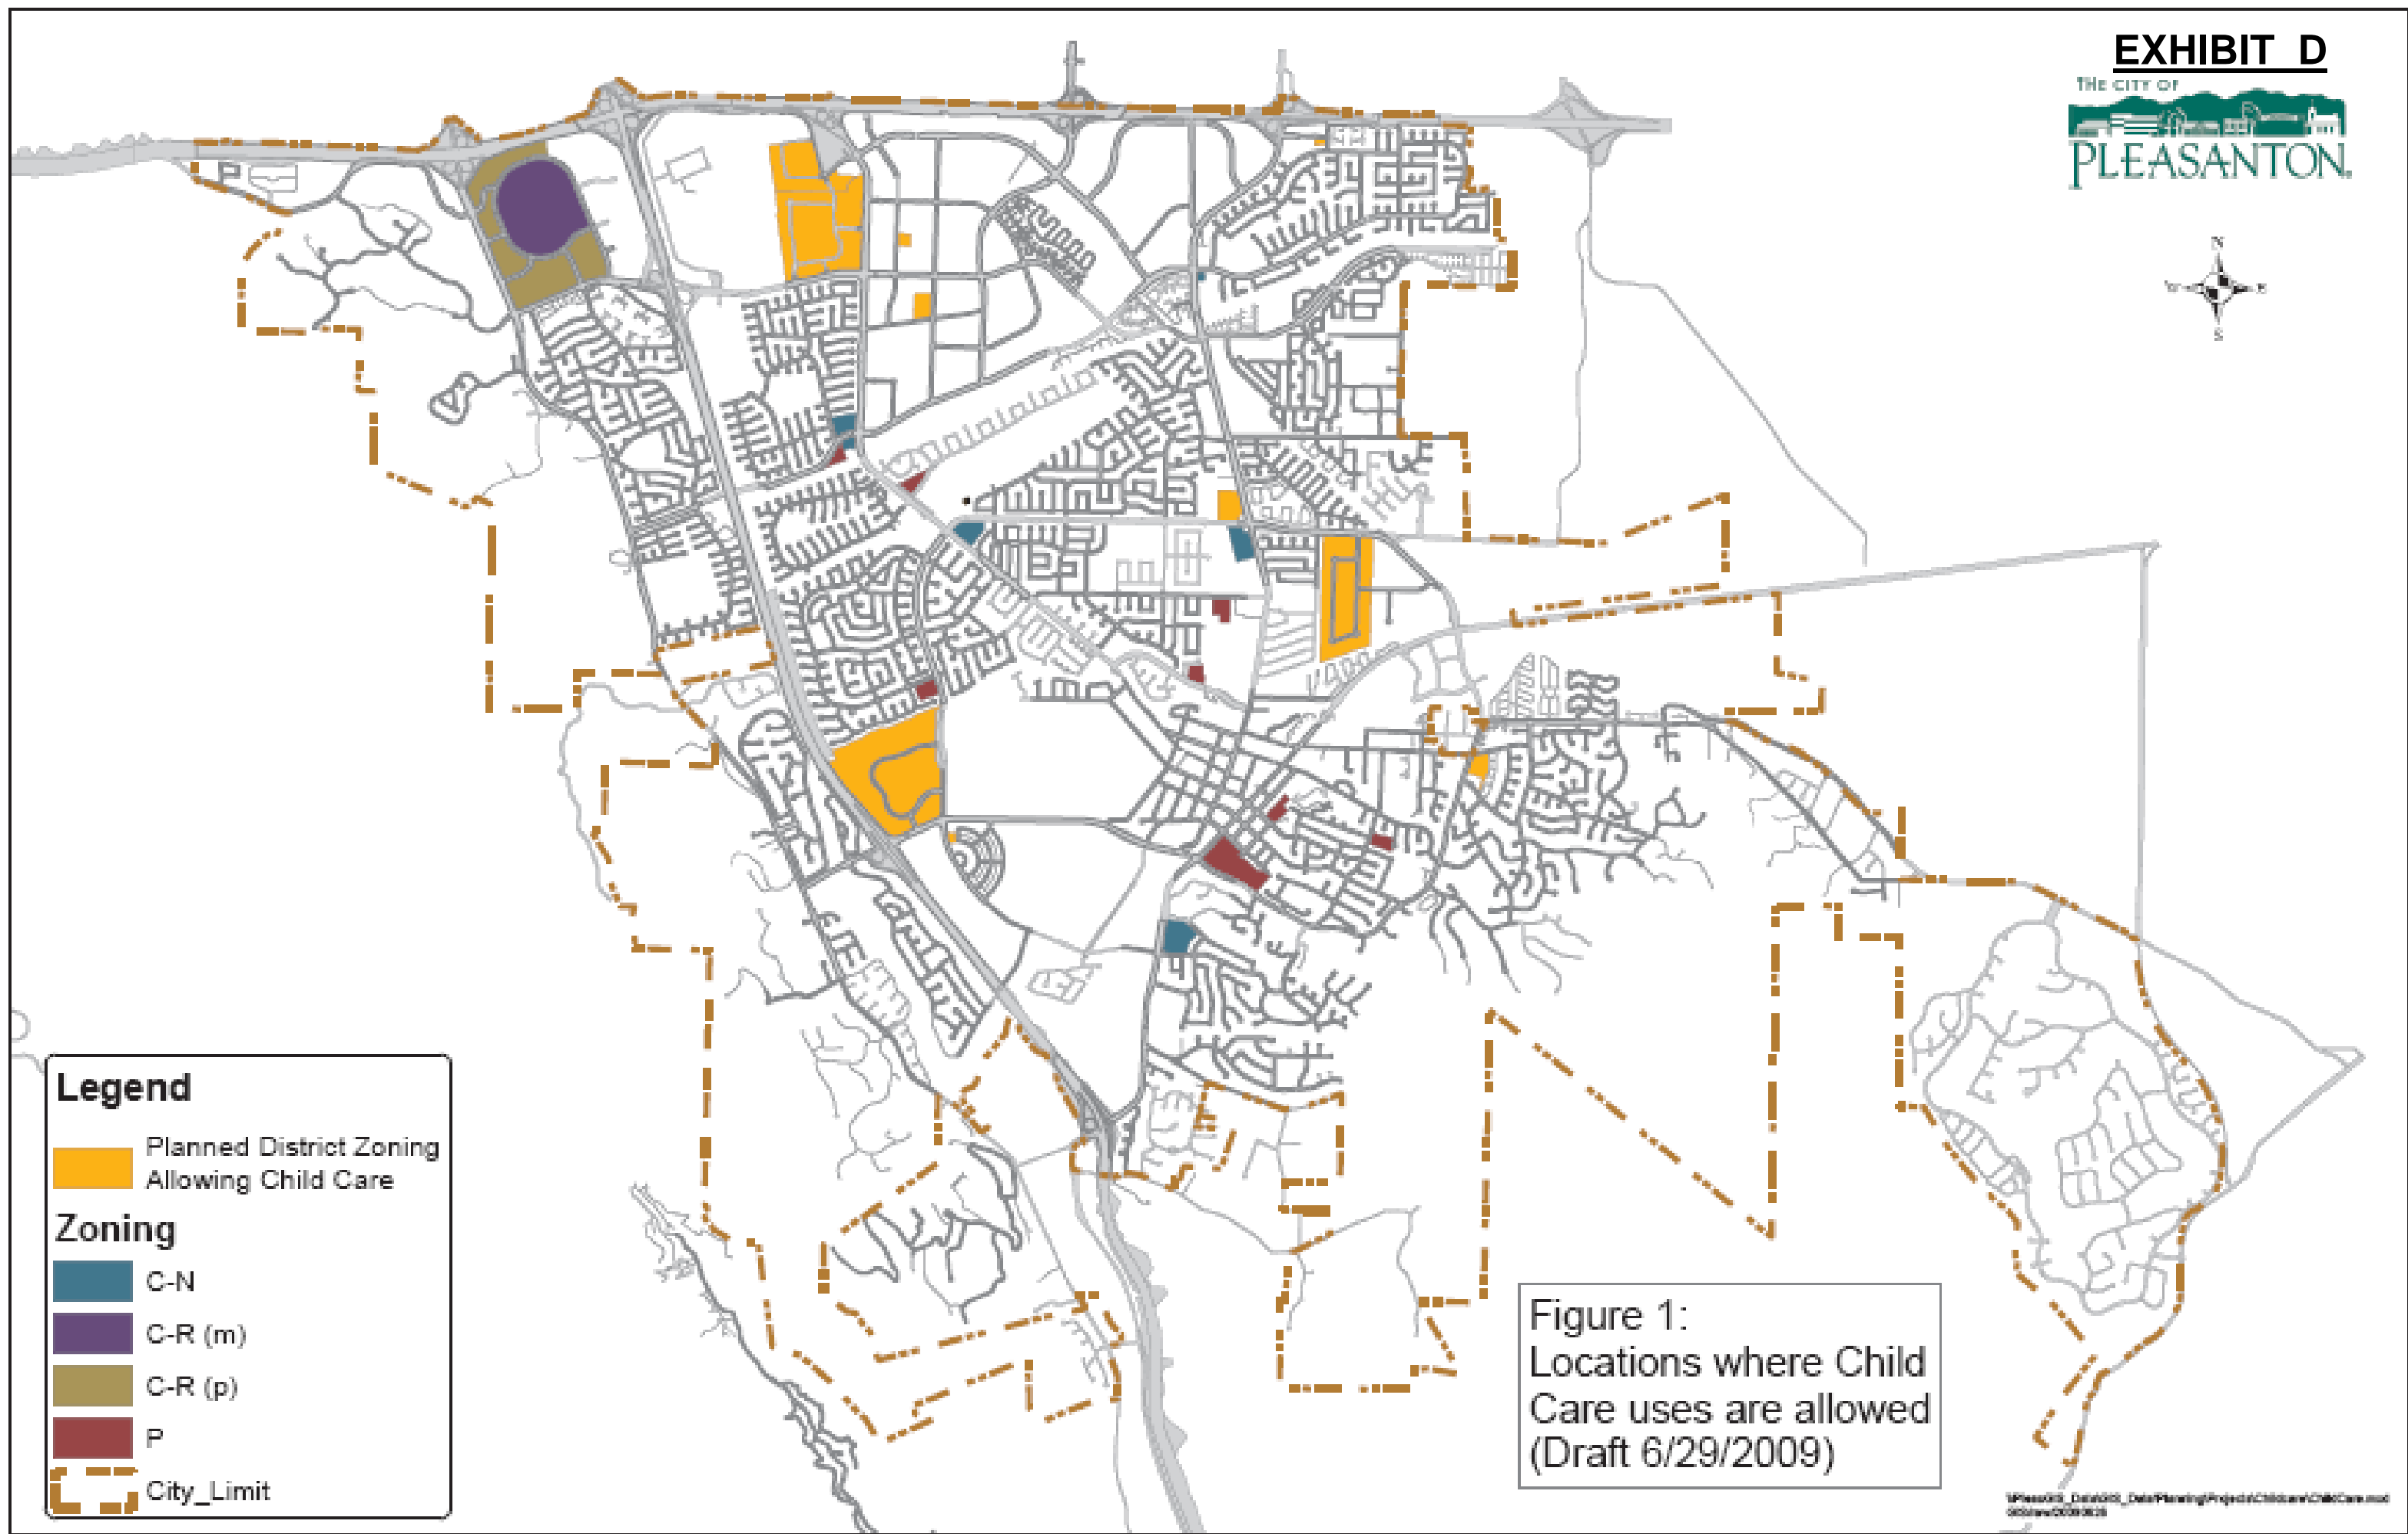 EXHIBIT D
THE CITY OF
PLEASANTON
N
W
E
S
Legend
Planned District Zoning
Allowing Child Care
Zoning
C-N
C-R (m)
C-R (p)
P
City_Limit
Figure 1:
Locations where Child
Care uses are allowed
(Draft 6/29/2009)